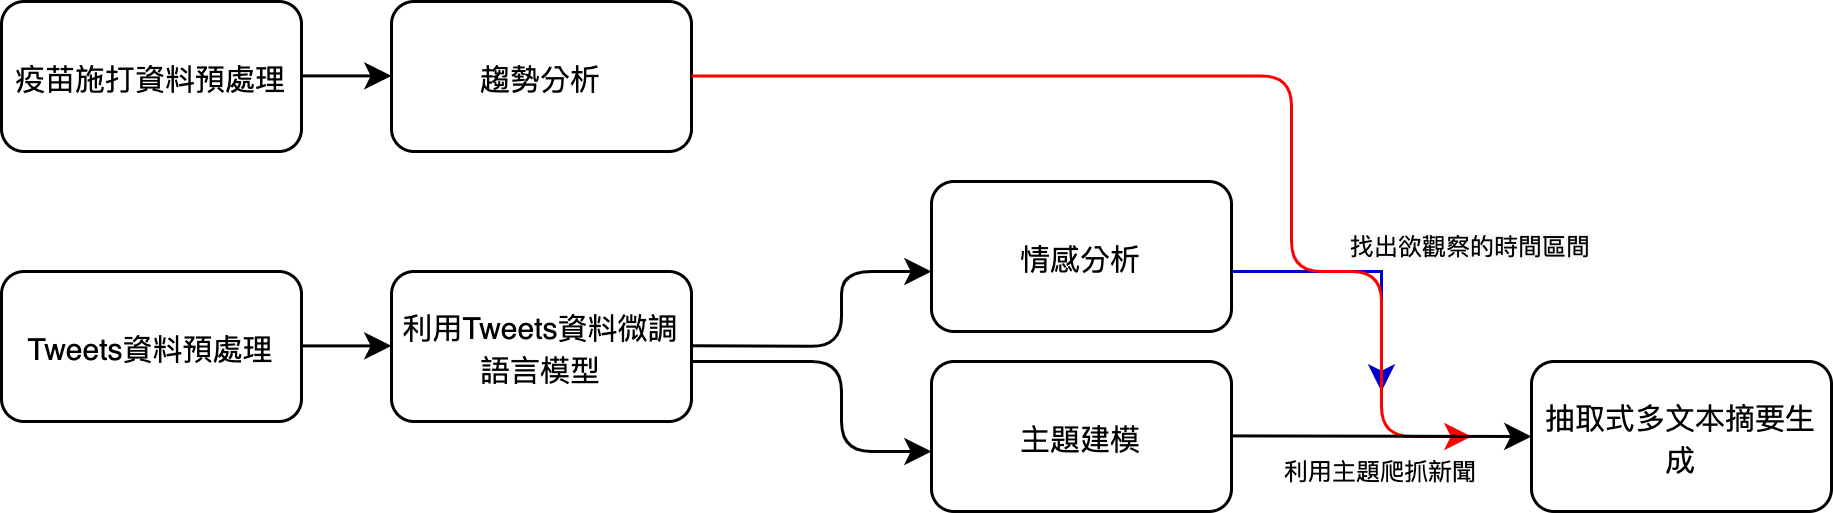 疫苗施打資料預處理
趨勢分析
情感分析
找出欲觀察的時間區間
Tweets資料預處理
利用Tweets資料微調
語言模型
主題建模
利用主題爬抓新聞
抽取式多文本摘要生
成